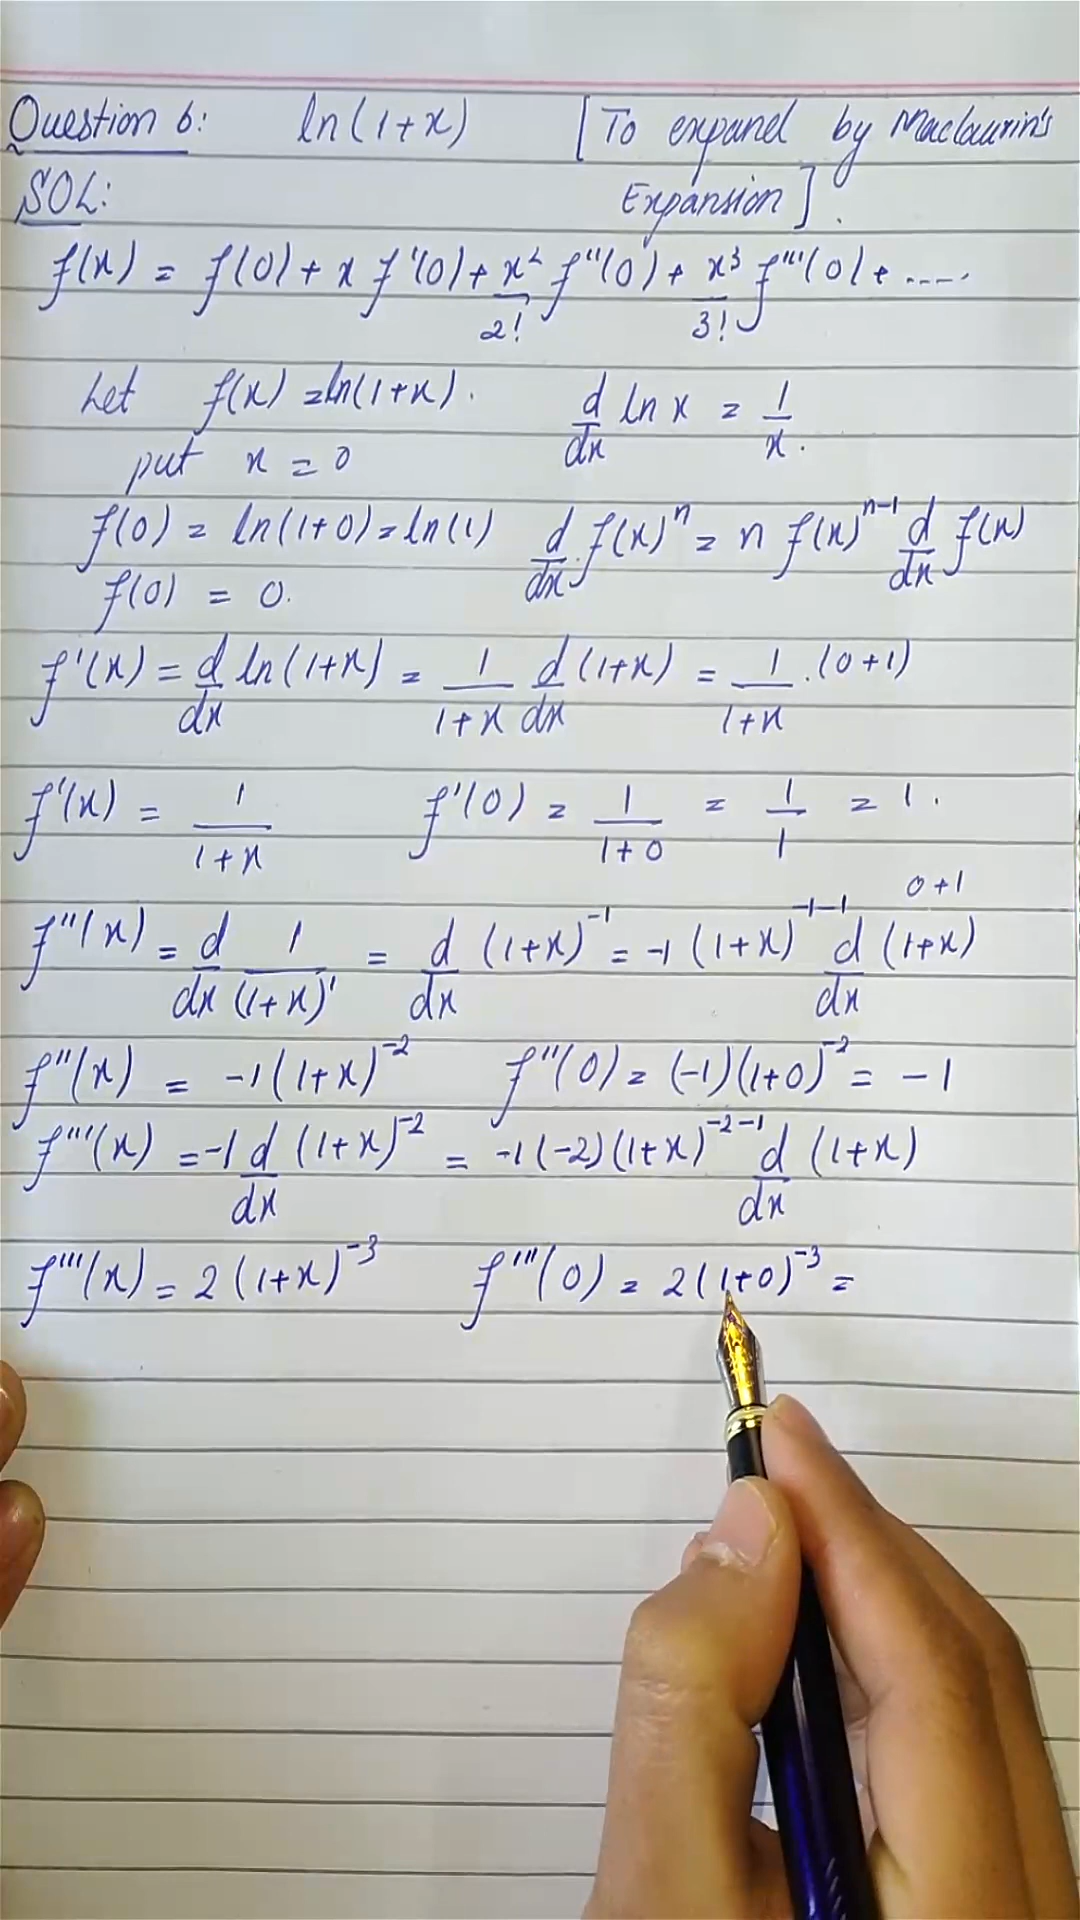 Question 6: ln(1+x) [To expand by Maclaurin's
SOL: Expansion].
f(x) = f(0) + x f'(0) + x²/2! f''(0) + x³/3! f'''(0) + .....
Let f(x) = ln(1+x). d/dx ln x = 1/x.
put x = 0
f(0) = ln(1+0) = ln(1) d/dx f(x)ⁿ = n f(x)ⁿ⁻¹ d/dx f(x)
f(0) = 0.
f'(x) = d/dx ln(1+x) = 1/(1+x) d/dx (1+x) = 1/(1+x) . (0+1)
f'(x) = 1/(1+x) f'(0) = 1/(1+0) = 1/1 = 1.
0+1
f''(x) = d/dx 1/(1+x)¹ = d/dx (1+x)⁻¹ = -1(1+x)⁻¹⁻¹ d/dx (1+x)
f''(x) = -1(1+x)⁻² f''(0) = (-1)(1+0)⁻² = -1
f'''(x) = -1 d/dx (1+x)⁻² = -1(-2)(1+x)⁻²⁻¹ d/dx (1+x)
f'''(x) = 2(1+x)⁻³ f'''(0) = 2(1+0)⁻³ =